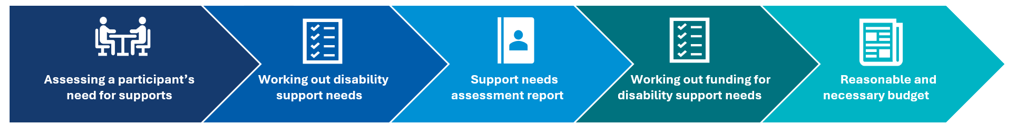 Assessing a participant's
need for supports
Working out disability
support needs
Support needs
assessment report
Working out funding for
disability support needs
Reasonable and
necessary budget